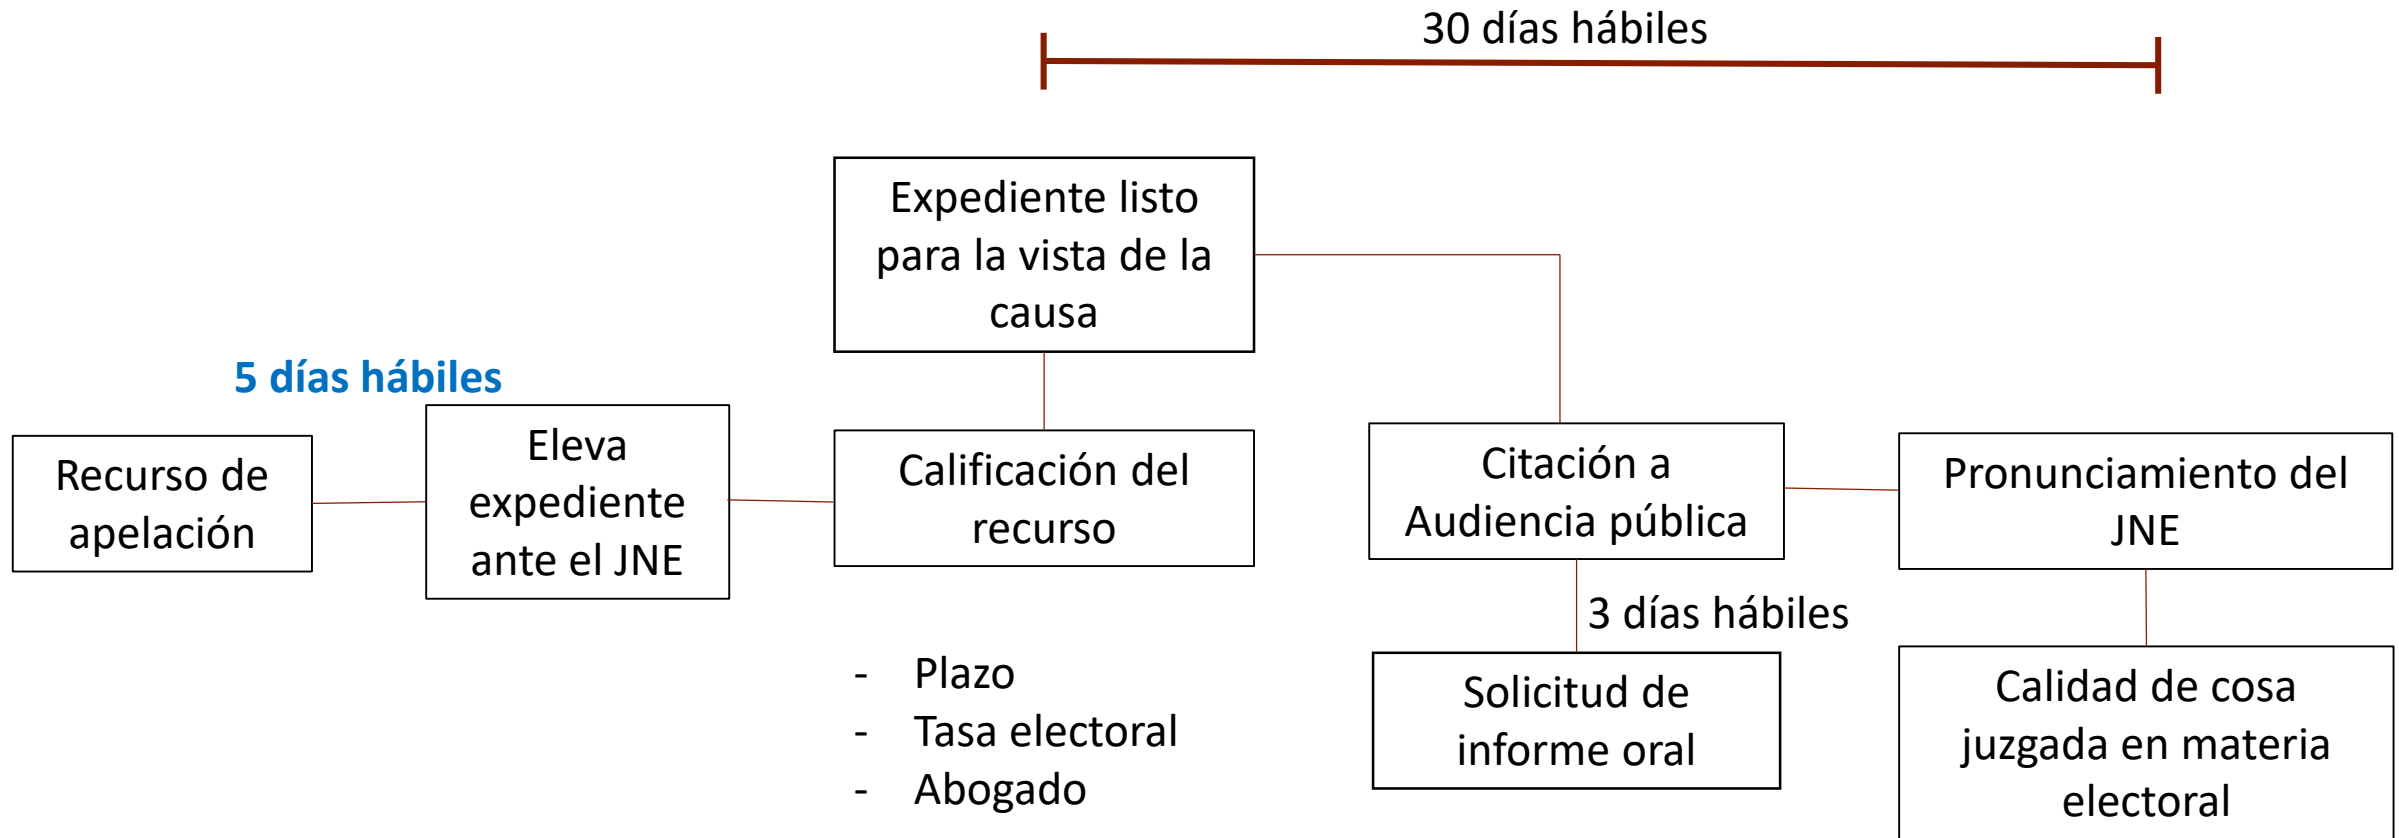 30 días hábiles
Expediente listo
para la vista de la
causa
5 días hábiles
Recurso de
apelación
Eleva
expediente
ante el JNE
Calificación del
recurso
- Plazo
- Tasa electoral
- Abogado
Citación a
Audiencia pública
3 días hábiles
Solicitud de
informe oral
Pronunciamiento del
JNE
Calidad de cosa
juzgada en materia
electoral